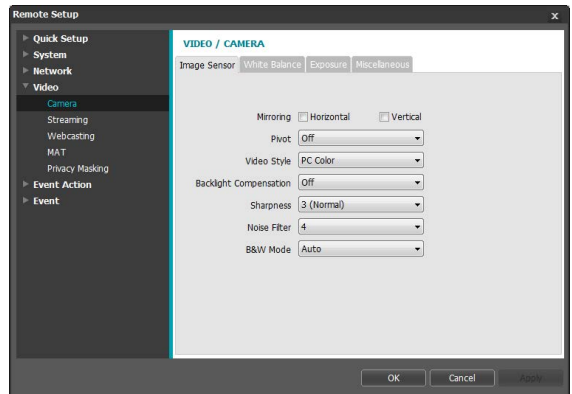 Remote Setup x
Quick Setup
System
Network
Video
Camera
Streaming
Webcasting
MAT
Privacy Masking
Event Action
Event
VIDEO / CAMERA
Image Sensor White Balance Exposure Miscellaneous
Mirroring Horizontal Vertical
Pivot Off
Video Style PC Color
Backlight Compensation Off
Sharpness 3 (Normal)
Noise Filter 4
B&W Mode Auto
OK Cancel Apply